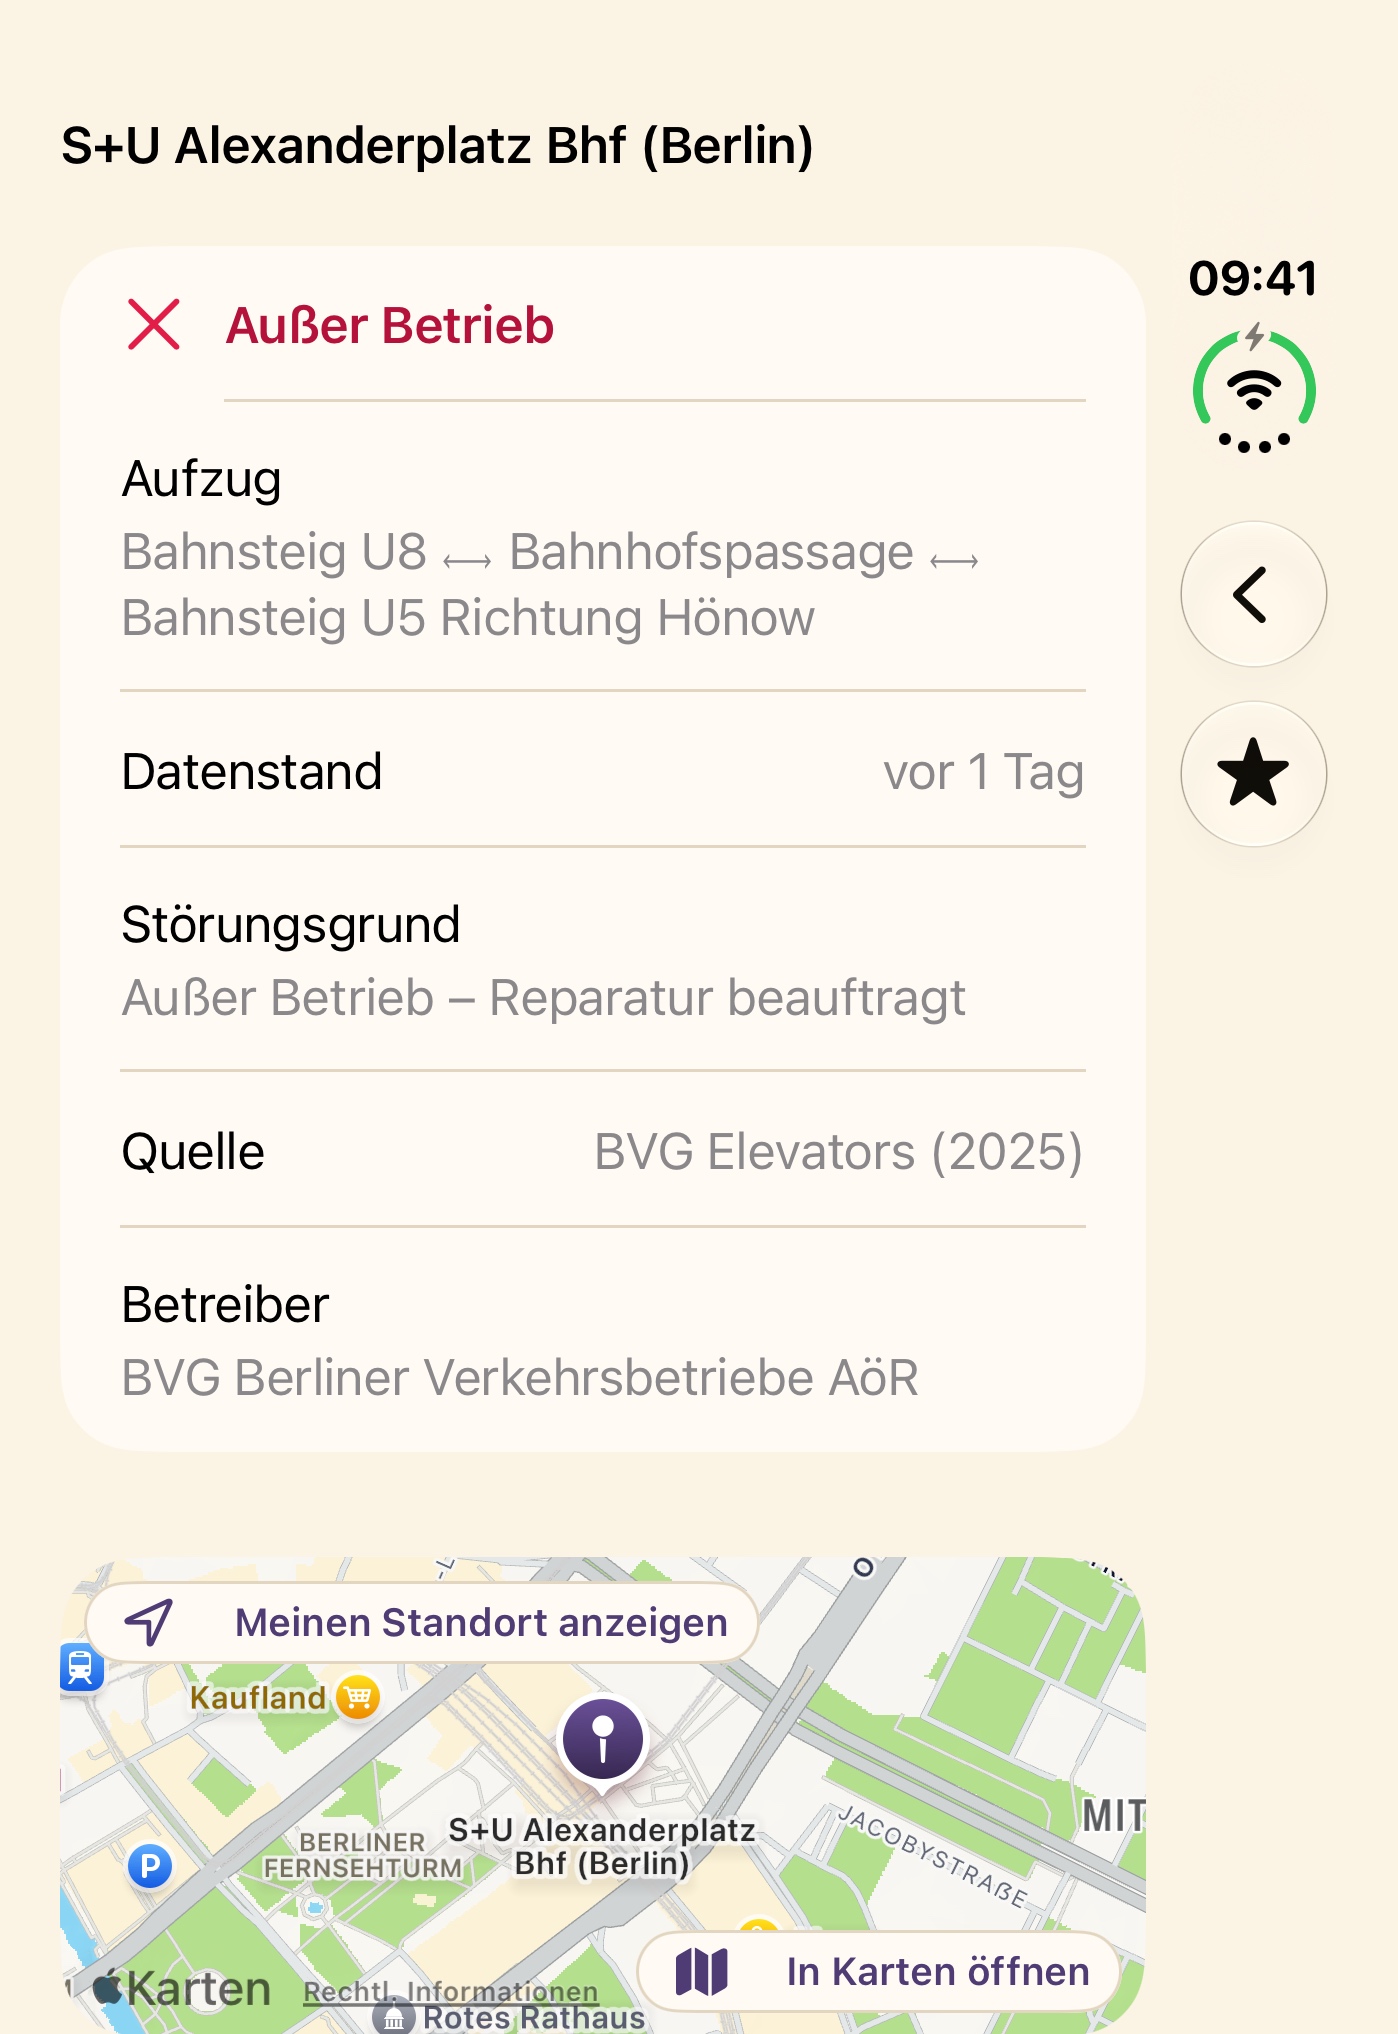 S+U Alexanderplatz Bhf (Berlin)
09:41
Außer Betrieb
Aufzug
Bahnsteig U8 ⟷ Bahnhofspassage ⟷
Bahnsteig U5 Richtung Hönow
Datenstand
vor 1 Tag
Störungsgrund
Außer Betrieb – Reparatur beauftragt
Quelle
BVG Elevators (2025)
Betreiber
BVG Berliner Verkehrsbetriebe AöR
Meinen Standort anzeigen
Kaufland
S+U Alexanderplatz
Bhf (Berlin)
BERLINER
FERNSEHTURM
P
JACOBYSTRAẞE
MIT
In Karten öffnen
Karten
Rechtl. Informationen
Rotes Rathaus